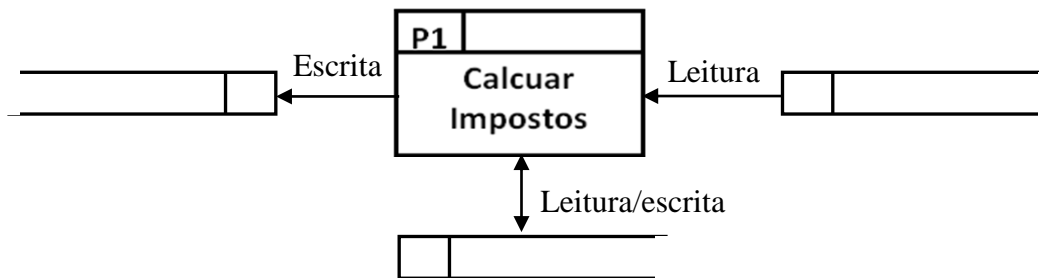 P1
Escrita
Calcuar
Impostos
Leitura
Leitura/escrita